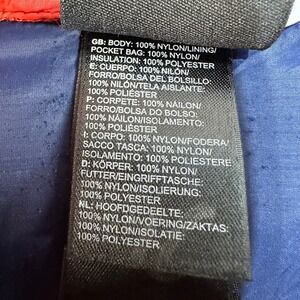 GB: BODY: 100% NYLON/LINING/
POCKET BAG: 100% NYLON/
INSULATION: 100% POLYESTER
E: CUERPO: 100% NILÓN/
FORRO/BOLSA DEL BOLSILLO:
100% NILÓN/TELA AISLANTE:
100% POLIÉSTER
P: CORPETE: 100% NÁILON/
FORRO/BOLSA DO BOLSO:
100% NÁILON/ISOLAMENTO:
100% POLIÉSTER
I: CORPO: 100% NYLON/FODERA/
SACCO TASCA: 100% NYLON/
ISOLAMENTO: 100% POLIESTERE
D: KÖRPER: 100% NYLON/
FUTTER/EINGRIFFTASCHE:
100% NYLON/ISOLIERUNG:
100% POLYESTER
NL: HOOFDGEDEELTE:
100% NYLON/VOERING/ZAKTAS:
100% NYLON/ISOLATIE:
100% POLYESTER